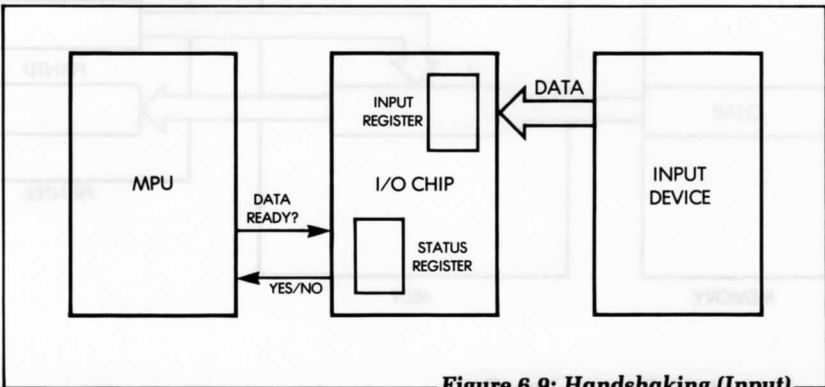 MPU
DATA
READY?
YES/NO
INPUT
REGISTER
I/O CHIP
STATUS
REGISTER
DATA
INPUT
DEVICE
Figure 6.9: Handshaking (Input)